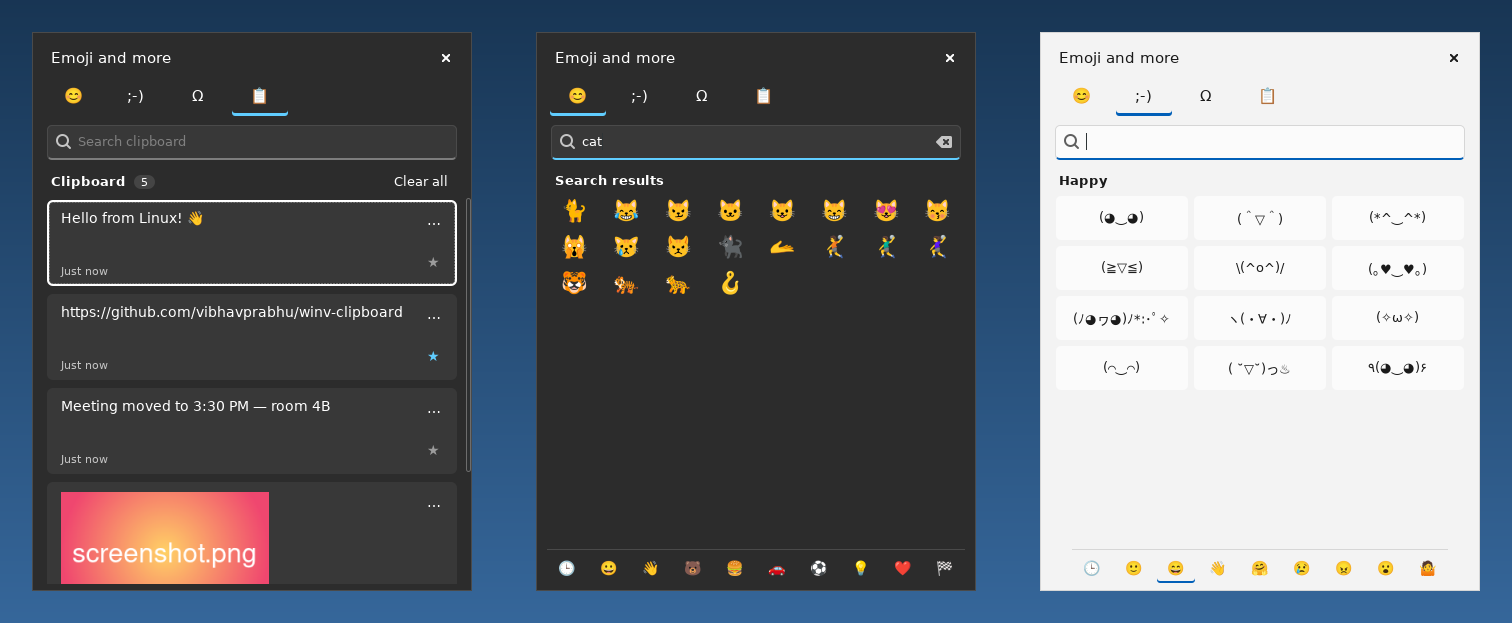 Emoji and more
;-)
Ω
Search clipboard
Clipboard 5 Clear all
Hello from Linux! 👋
...
Just now
https://github.com/vibhavprabhu/winv-clipboard
...
Just now
Meeting moved to 3:30 PM — room 4B
...
Just now
...
screenshot.png
Emoji and more
;-)
Ω
cat
Search results
Emoji and more
;-)
Ω
Happy
(◕‿◕) (＾▽＾) (*^‿^*)
(≧▽≦) \(^o^)/ (｡♥‿♥｡)
(ﾉ◕ヮ◕)ﾉ*:･ﾟ✧ ヽ(・∀・)ﾉ (✧ω✧)
(◠‿◠) ( ˘▽˘)っ♨ ٩(◕‿◕)۶